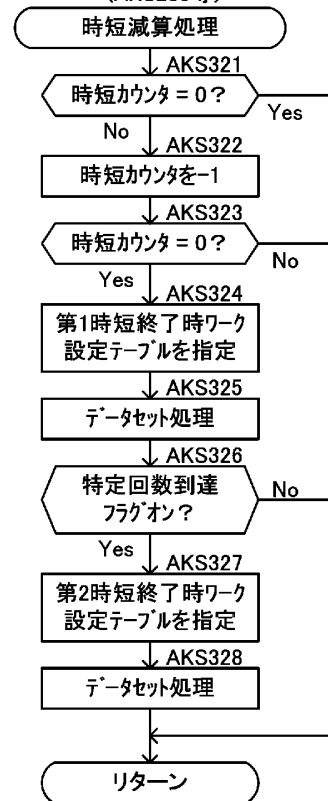 時短減算処理
AKS321
時短カウンタ = 0?
Yes
No
AKS322
時短カウンタを-1
AKS323
時短カウンタ = 0?
No
Yes
AKS324
第1時短終了時ワーク
設定テーブルを指定
AKS325
データセット処理
AKS326
特定回数到達
フラグオン?
No
Yes
AKS327
第2時短終了時ワーク
設定テーブルを指定
AKS328
データセット処理
リターン